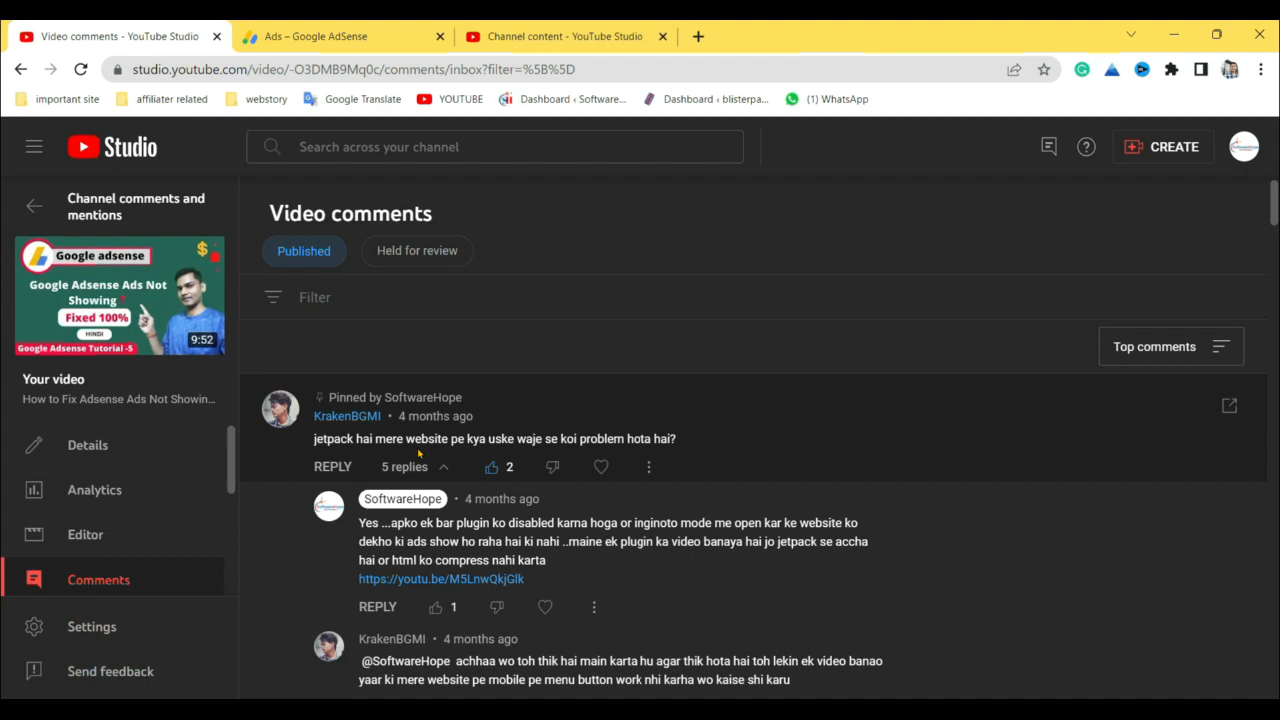 Video comments - YouTube Studio
Ads – Google AdSense
Channel content - YouTube Studio
studio.youtube.com/video/-O3DMB9Mq0c/comments/inbox?filter=%5B%5D
important site
affiliater related
webstory
Google Translate
YOUTUBE
Dashboard ‹ Software...
Dashboard ‹ blisterpa...
(1) WhatsApp
Studio
Search across your channel
CREATE
Channel comments and
mentions
Google adsense
Google Adsense Ads Not
Showing
Fixed 100%
HINDI
9:52
Google Adsense Tutorial -5
Your video
How to Fix Adsense Ads Not Showin...
Details
Analytics
Editor
Comments
Settings
Send feedback
Video comments
Published
Held for review
Filter
Top comments
Pinned by SoftwareHope
KrakenBGMI • 4 months ago
jetpack hai mere website pe kya uske waje se koi problem hota hai?
REPLY 5 replies 2
SoftwareHope • 4 months ago
Yes ...apko ek bar plugin ko disabled karna hoga or inginoto mode me open kar ke website ko
dekho ki ads show ho raha hai ki nahi ..maine ek plugin ka video banaya hai jo jetpack se accha
hai or html ko compress nahi karta
https://youtu.be/M5LnwQkjGlk
REPLY 1
KrakenBGMI • 4 months ago
@SoftwareHope achhaa wo toh thik hai main karta hu agar thik hota hai toh lekin ek video banao
yaar ki mere website pe mobile pe menu button work nhi karha wo kaise shi karu